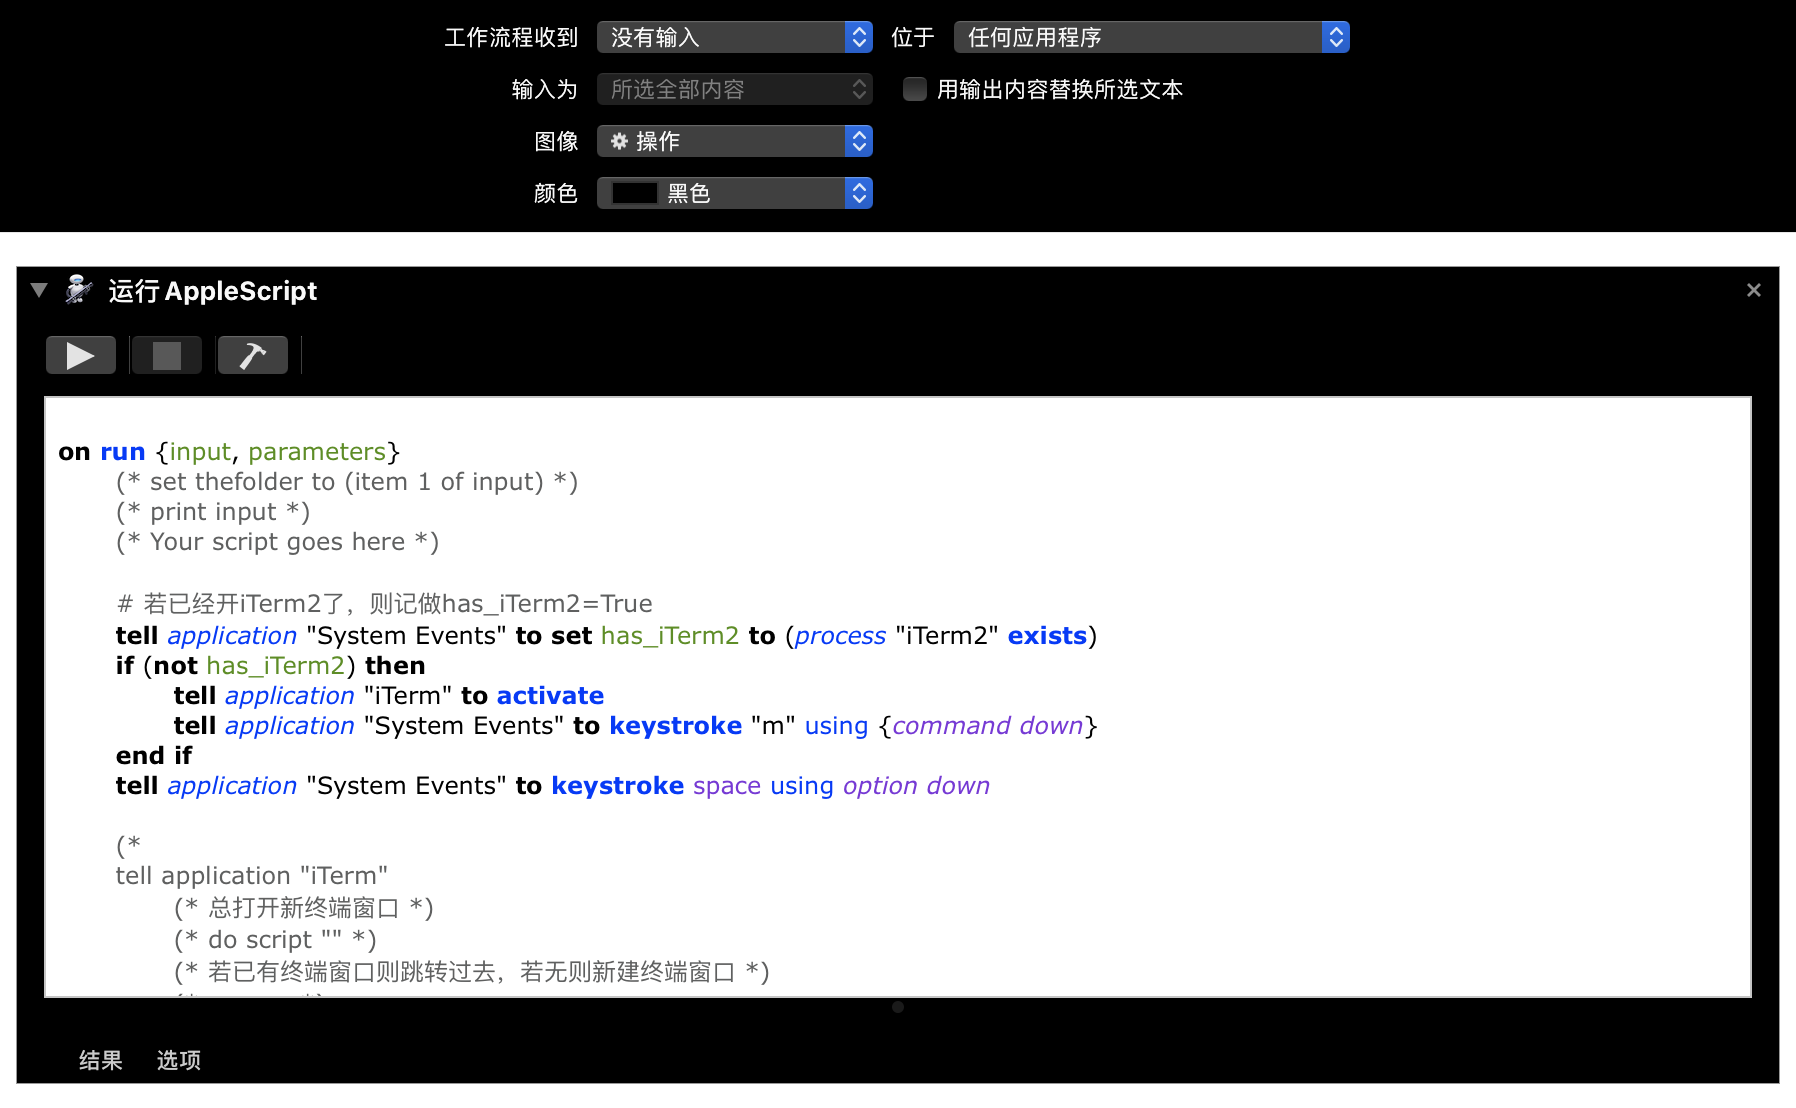 工作流程收到 没有输入 位于 任何应用程序
输入为 所选全部内容 用输出内容替换所选文本
图像 操作
颜色 黑色
运行 AppleScript
on run {input, parameters}
(* set thefolder to (item 1 of input) *)
(* print input *)
(* Your script goes here *)
# 若已经开iTerm2了，则记做has_iTerm2=True
tell application "System Events" to set has_iTerm2 to (process "iTerm2" exists)
if (not has_iTerm2) then
tell application "iTerm" to activate
tell application "System Events" to keystroke "m" using {command down}
end if
tell application "System Events" to keystroke space using option down
(*
tell application "iTerm"
(* 总打开新终端窗口 *)
(* do script "" *)
(* 若已有终端窗口则跳转过去，若无则新建终端窗口 *)
结果 选项